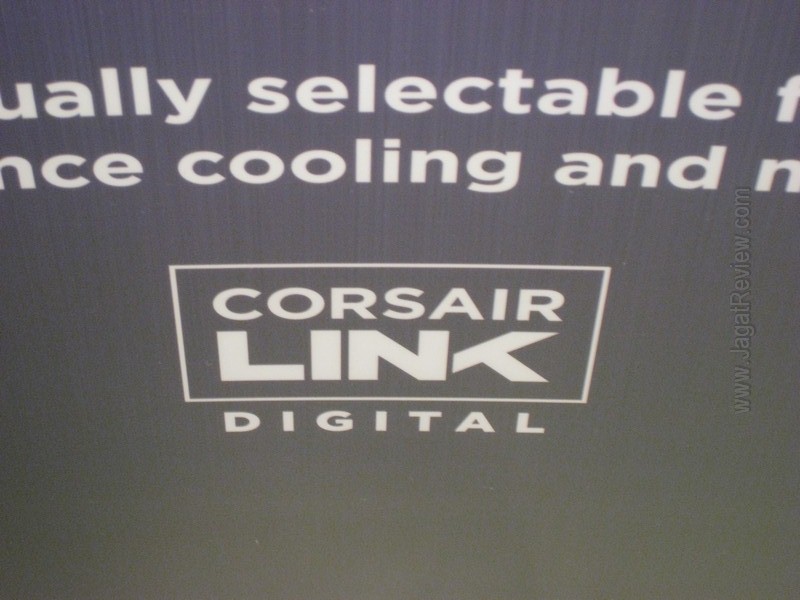 ually selectable f
nce cooling and m
CORSAIR
LINK
DIGITAL
www.JagatReview.com